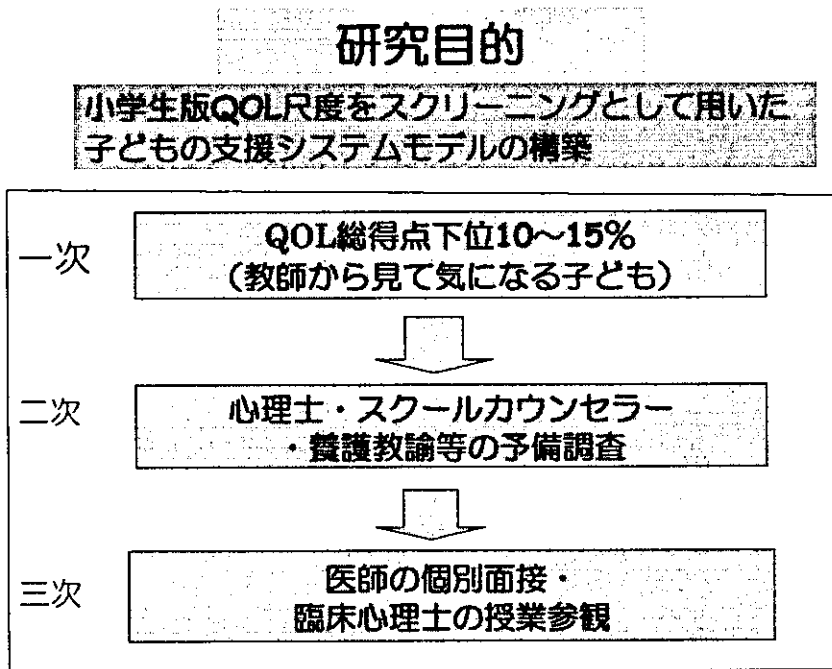 研究目的
小学生版QOL尺度をスクリーニングとして用いた
子どもの支援システムモデルの構築
一次
QOL総得点下位10～15%
（教師から見て気になる子ども）
二次
心理士・スクールカウンセラー
・養護教諭等の予備調査
三次
医師の個別面接・
臨床心理士の授業参観